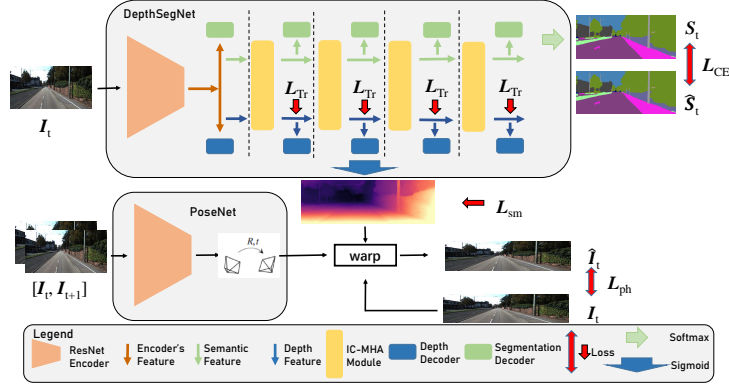 DepthSegNet
I_t
L_Tr
L_Tr
L_Tr
L_Tr
S_t
L_CE
Ŝ_t
PoseNet
[I_t, I_{t+1}]
R,t
L_sm
warp
Î_t
L_ph
I_t
Legend
ResNet
Encoder
Encoder's
Feature
Semantic
Feature
Depth
Feature
IC-MHA
Module
Depth
Decoder
Segmentation
Decoder
Loss
Softmax
Sigmoid